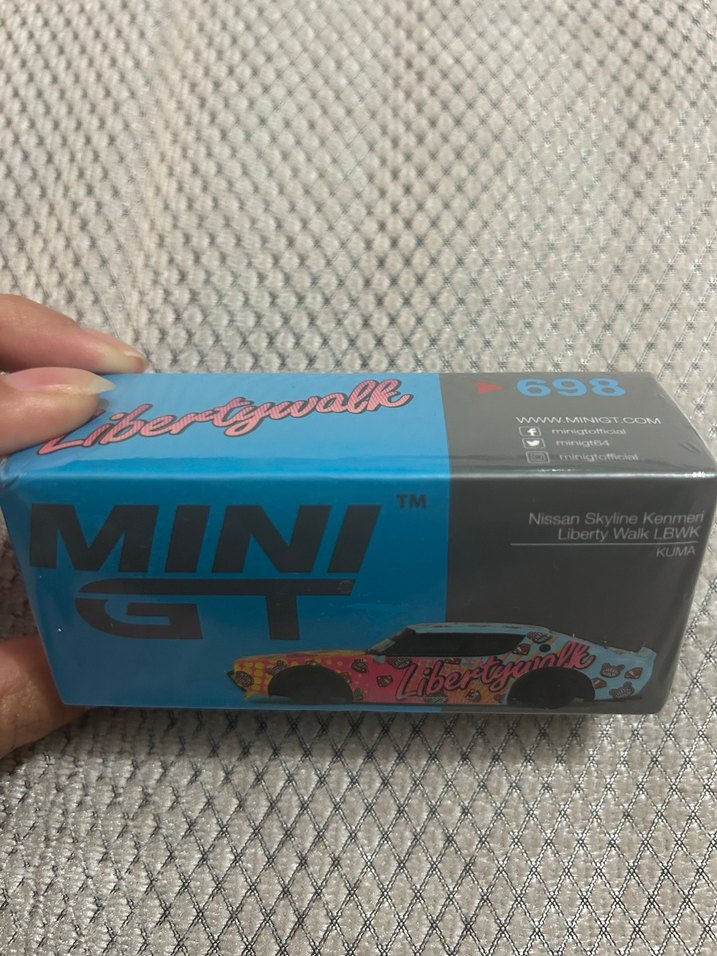 Libertywalk
698
WWW.MINIGT.COM
minigtofficial
minigt64
minigtofficial
MINI
GT
TM
Nissan Skyline Kenmeri
Liberty Walk LBWK
KUMA
Libertywalk